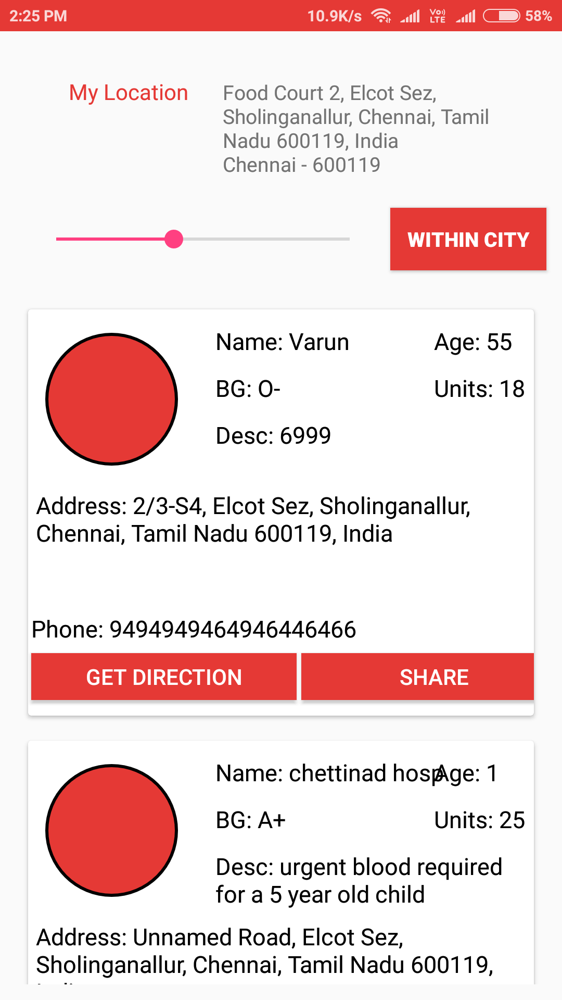 2:25 PM 10.9K/s VoLTE 58%
My Location
Food Court 2, Elcot Sez,
Sholinganallur, Chennai, Tamil
Nadu 600119, India
Chennai - 600119
WITHIN CITY
Name: Varun Age: 55
BG: O- Units: 18
Desc: 6999
Address: 2/3-S4, Elcot Sez, Sholinganallur,
Chennai, Tamil Nadu 600119, India
Phone: 9494949464946446466
GET DIRECTION SHARE
Name: chettinad hosp Age: 1
BG: A+ Units: 25
Desc: urgent blood required
for a 5 year old child
Address: Unnamed Road, Elcot Sez,
Sholinganallur, Chennai, Tamil Nadu 600119,